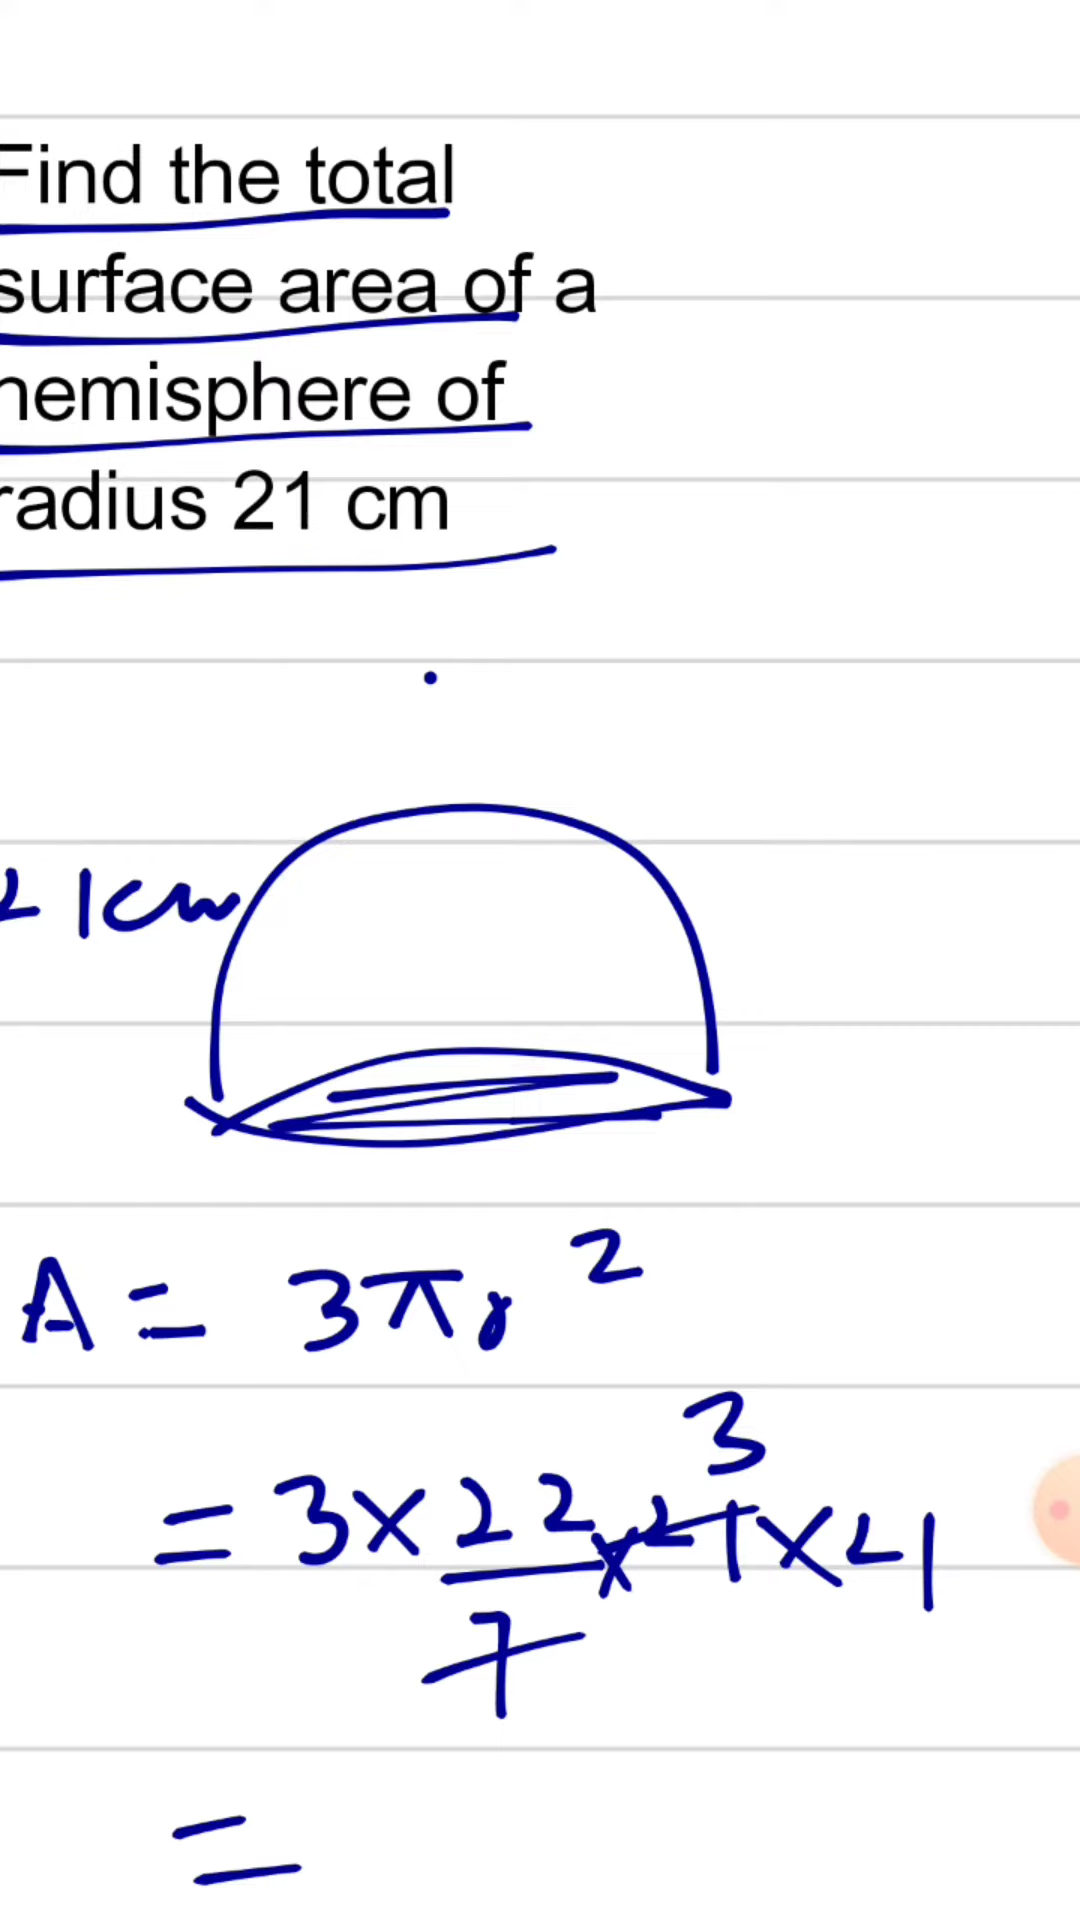 Find the total
surface area of a
hemisphere of
radius 21 cm
21cm
A = 3πr²
3
= 3 × 22/7 × 21 × 21
=